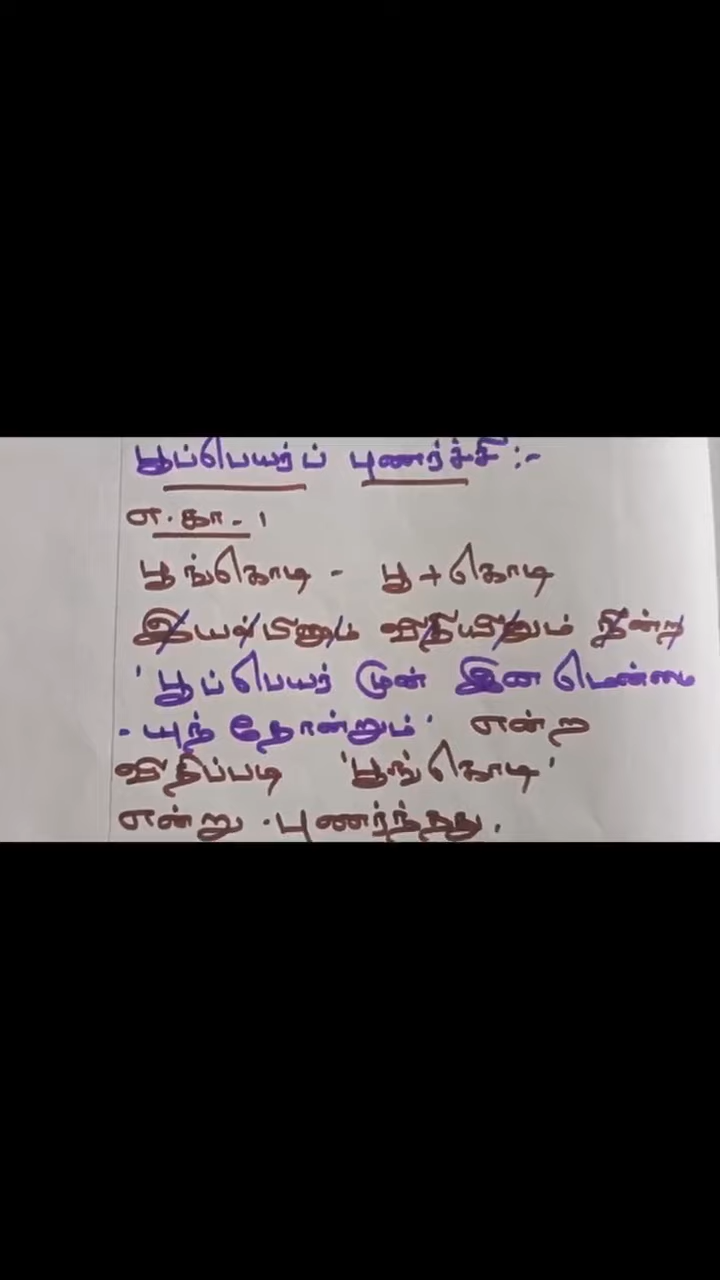 பூப்பெயர்ப் புணர்ச்சி:-
எ.கா-1
பூங்கொடி - பூ+கொடி
இயல்பினும் விதியினும் நின்ற
'பூப்பெயர் முன் இன மென்மை
-யுந் தோன்றும்' என்ற
விதிப்படி 'பூங்கொடி'
என்று புணர்ந்தது.